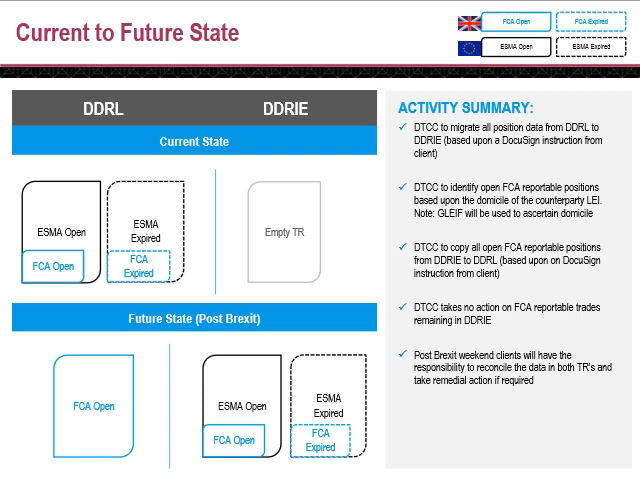 Current to Future State
FCA Open
FCA Expired
ESMA Open
ESMA Expired
DDRL
DDRIE
Current State
ESMA Open
FCA Open
ESMA
Expired
FCA
Expired
Empty TR
Future State (Post Brexit)
FCA Open
ESMA Open
FCA Open
ESMA
Expired
FCA
Expired
ACTIVITY SUMMARY:
DTCC to migrate all position data from DDRL to
DDRIE (based upon a DocuSign instruction from
client)
DTCC to identify open FCA reportable positions
based upon the domicile of the counterparty LEI.
Note: GLEIF will be used to ascertain domicile
DTCC to copy all open FCA reportable positions
from DDRIE to DDRL (based upon on DocuSign
instruction from client)
DTCC takes no action on FCA reportable trades
remaining in DDRIE
Post Brexit weekend clients will have the
responsibility to reconcile the data in both TR's and
take remedial action if required